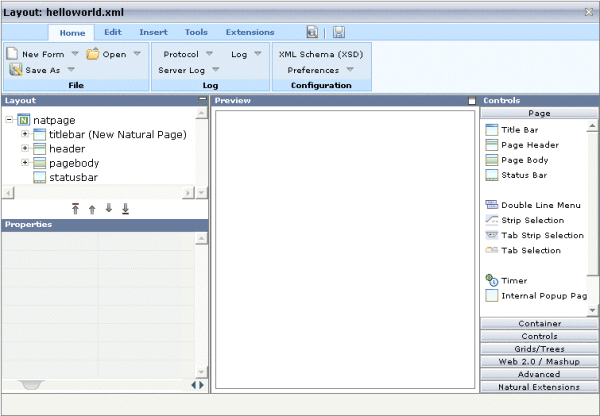 Layout: helloworld.xml
Home Edit Insert Tools Extensions
New Form Open Protocol Log XML Schema (XSD)
Save As Server Log Preferences
File Log Configuration
Layout
natpage
titlebar (New Natural Page)
header
pagebody
statusbar
Properties
Preview
Controls
Page
Title Bar
Page Header
Page Body
Status Bar
Double Line Menu
Strip Selection
Tab Strip Selection
Tab Selection
Timer
Internal Popup Pag
Container
Controls
Grids/Trees
Web 2.0 / Mashup
Advanced
Natural Extensions